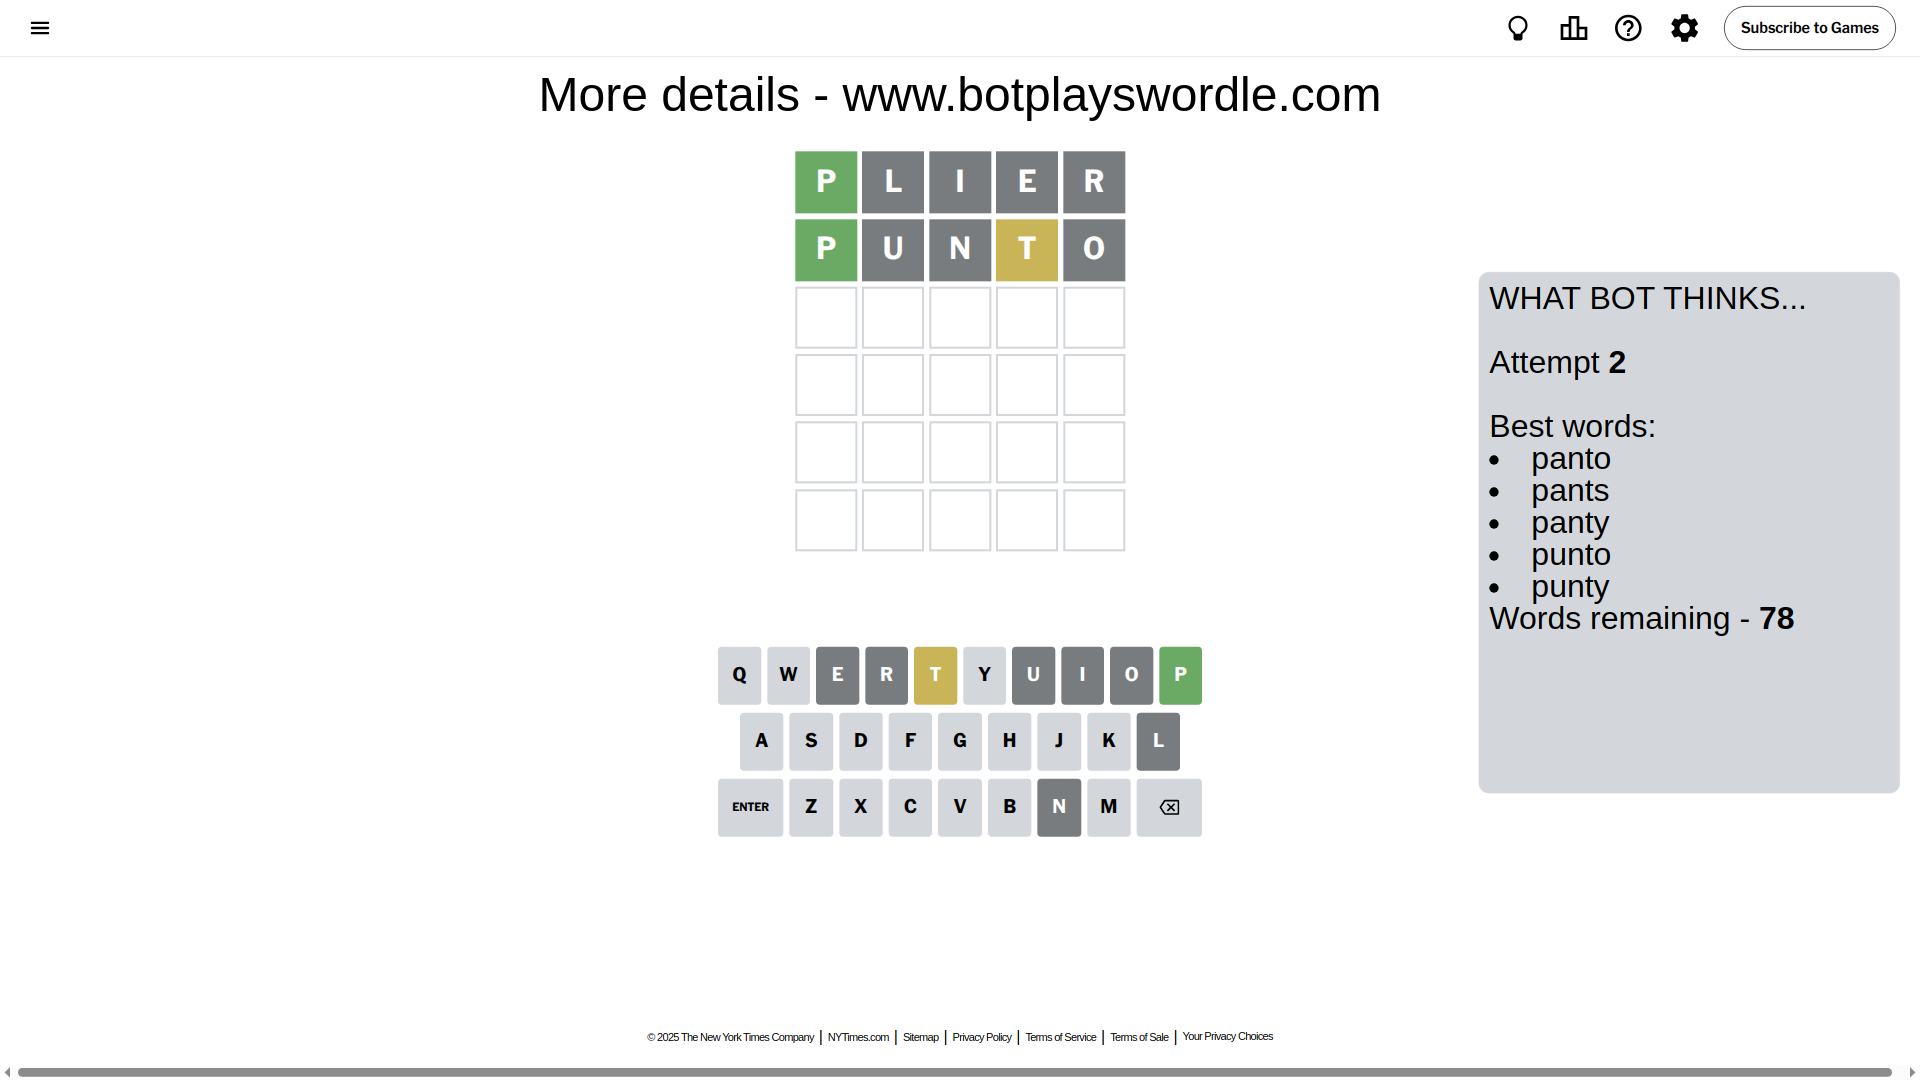 Subscribe to Games
More details - www.botplayswordle.com
P L I E R
P U N T O
WHAT BOT THINKS...
Attempt 2
Best words:
• panto
• pants
• panty
• punto
• punty
Words remaining - 78
Q W E R T Y U I O P
A S D F G H J K L
ENTER Z X C V B N M
© 2025 The New York Times Company | NYTimes.com | Sitemap | Privacy Policy | Terms of Service | Terms of Sale | Your Privacy Choices